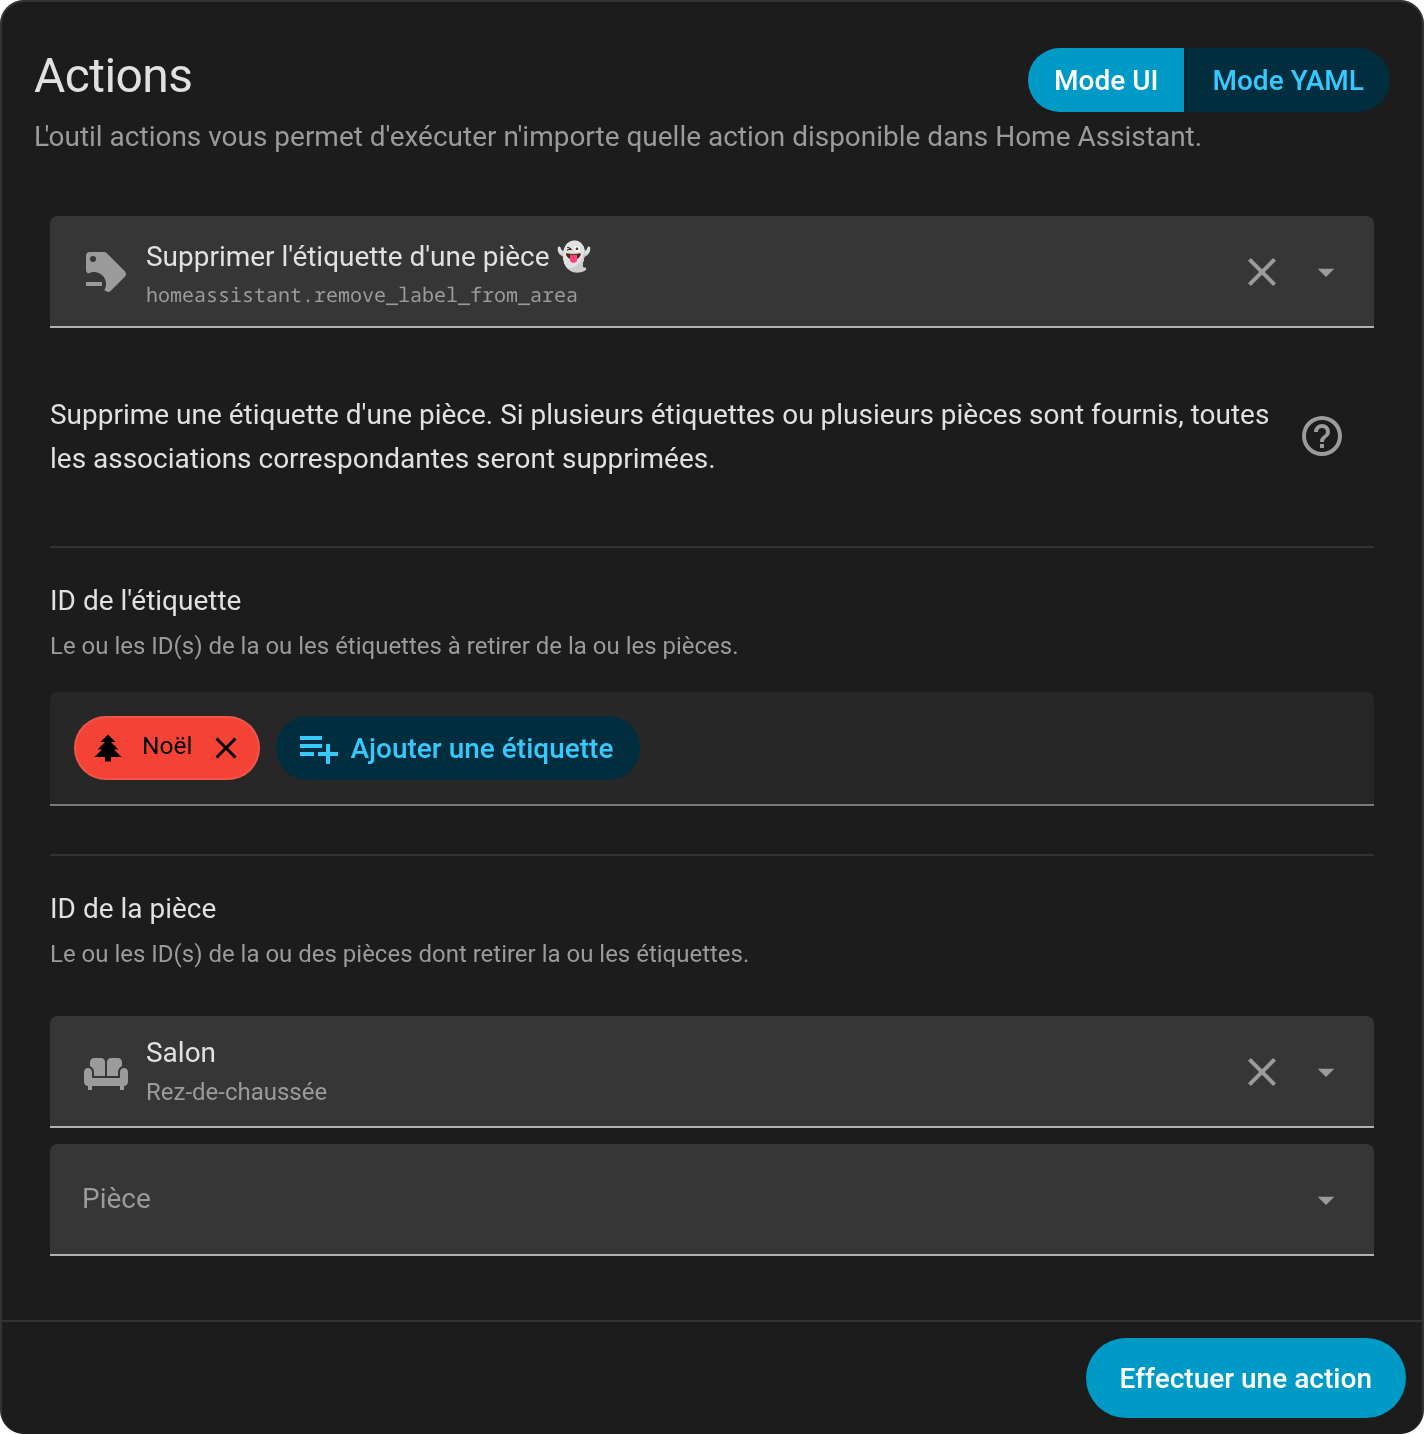 Actions
Mode UI
Mode YAML
L'outil actions vous permet d'exécuter n'importe quelle action disponible dans Home Assistant.
Supprimer l'étiquette d'une pièce 👻
homeassistant.remove_label_from_area
Supprime une étiquette d'une pièce. Si plusieurs étiquettes ou plusieurs pièces sont fournis, toutes
les associations correspondantes seront supprimées.
ID de l'étiquette
Le ou les ID(s) de la ou les étiquettes à retirer de la ou les pièces.
Noël
Ajouter une étiquette
ID de la pièce
Le ou les ID(s) de la ou des pièces dont retirer la ou les étiquettes.
Salon
Rez-de-chaussée
Pièce
Effectuer une action